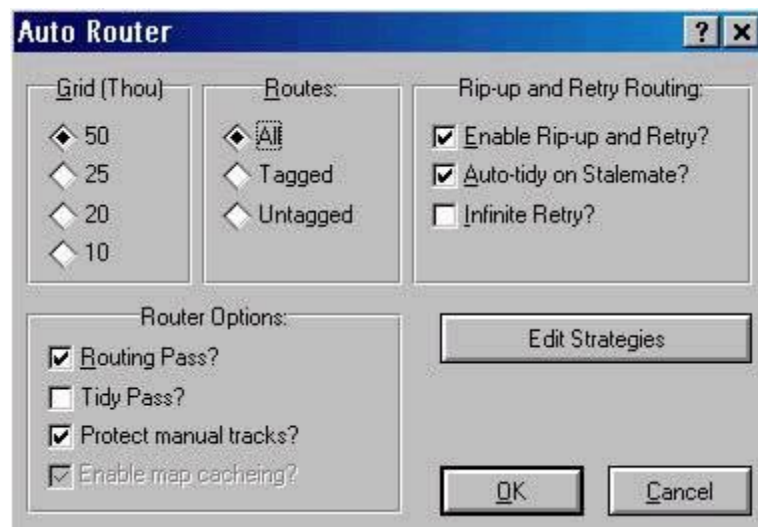 Auto Router
Grid (Thou)
50
25
20
10
Routes:
All
Tagged
Untagged
Rip-up and Retry Routing:
Enable Rip-up and Retry?
Auto-tidy on Stalemate?
Infinite Retry?
Router Options:
Routing Pass?
Tidy Pass?
Protect manual tracks?
Enable map cacheing?
Edit Strategies
OK
Cancel